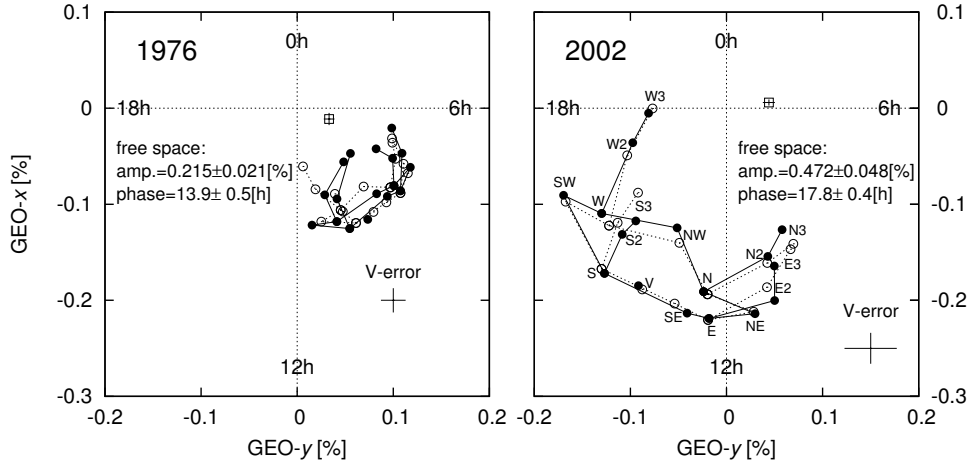 0.1
0
-0.1
-0.2
-0.3
GEO-x [%]
1976
0h
18h
6h
free space:
amp.=0.215±0.021[%]
phase=13.9± 0.5[h]
V-error
12h
-0.2
-0.1
0
0.1
0.2
GEO-y [%]
2002
0h
18h
6h
W3
W2
free space:
amp.=0.472±0.048[%]
phase=17.8± 0.4[h]
SW
W
S3
S2
NW
N2
N3
E3
S
V
N
E2
SE
E
NE
V-error
12h
-0.2
-0.1
0
0.1
0.2
GEO-y [%]
0.1
0
-0.1
-0.2
-0.3